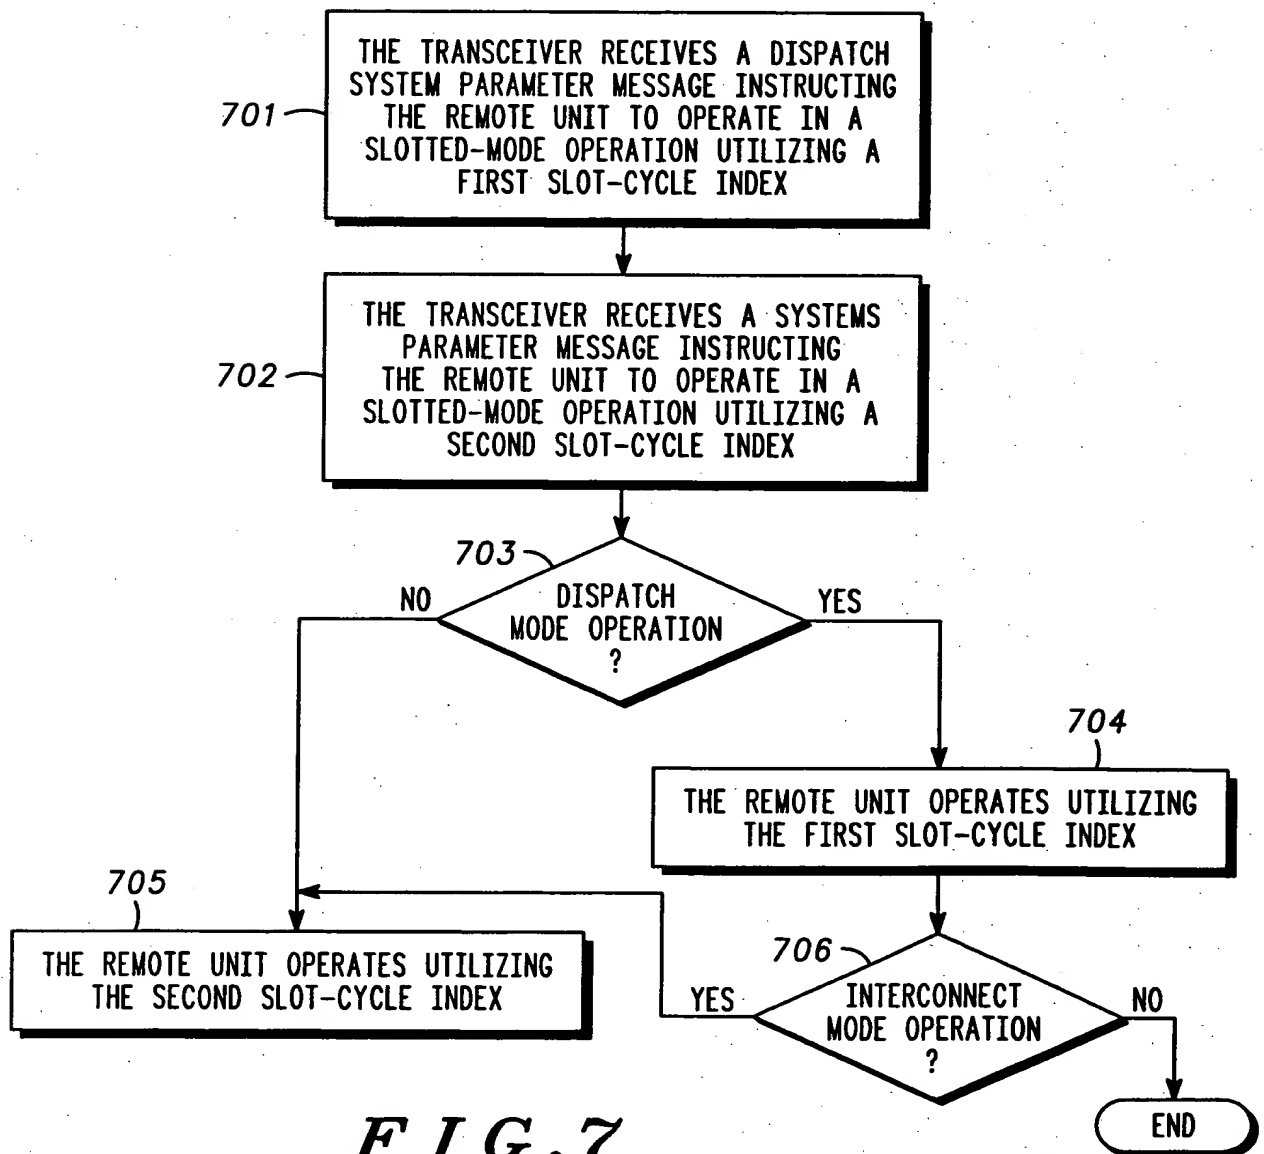 701
THE TRANSCEIVER RECEIVES A DISPATCH
SYSTEM PARAMETER MESSAGE INSTRUCTING
THE REMOTE UNIT TO OPERATE IN A
SLOTTED-MODE OPERATION UTILIZING A
FIRST SLOT-CYCLE INDEX
702
THE TRANSCEIVER RECEIVES A SYSTEMS
PARAMETER MESSAGE INSTRUCTING
THE REMOTE UNIT TO OPERATE IN A
SLOTTED-MODE OPERATION UTILIZING A
SECOND SLOT-CYCLE INDEX
703
NO
DISPATCH
MODE OPERATION
?
YES
704
THE REMOTE UNIT OPERATES UTILIZING
THE FIRST SLOT-CYCLE INDEX
705
THE REMOTE UNIT OPERATES UTILIZING
THE SECOND SLOT-CYCLE INDEX
706
YES
INTERCONNECT
MODE OPERATION
?
NO
END
FIG.7